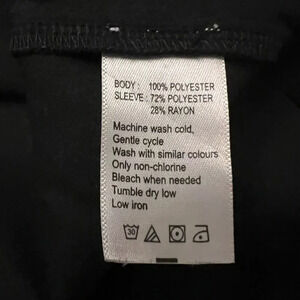 BODY : 100% POLYESTER
SLEEVE : 72% POLYESTER
28% RAYON
Machine wash cold,
Gentle cycle
Wash with similar colours
Only non-chlorine
Bleach when needed
Tumble dry low
Low iron
30